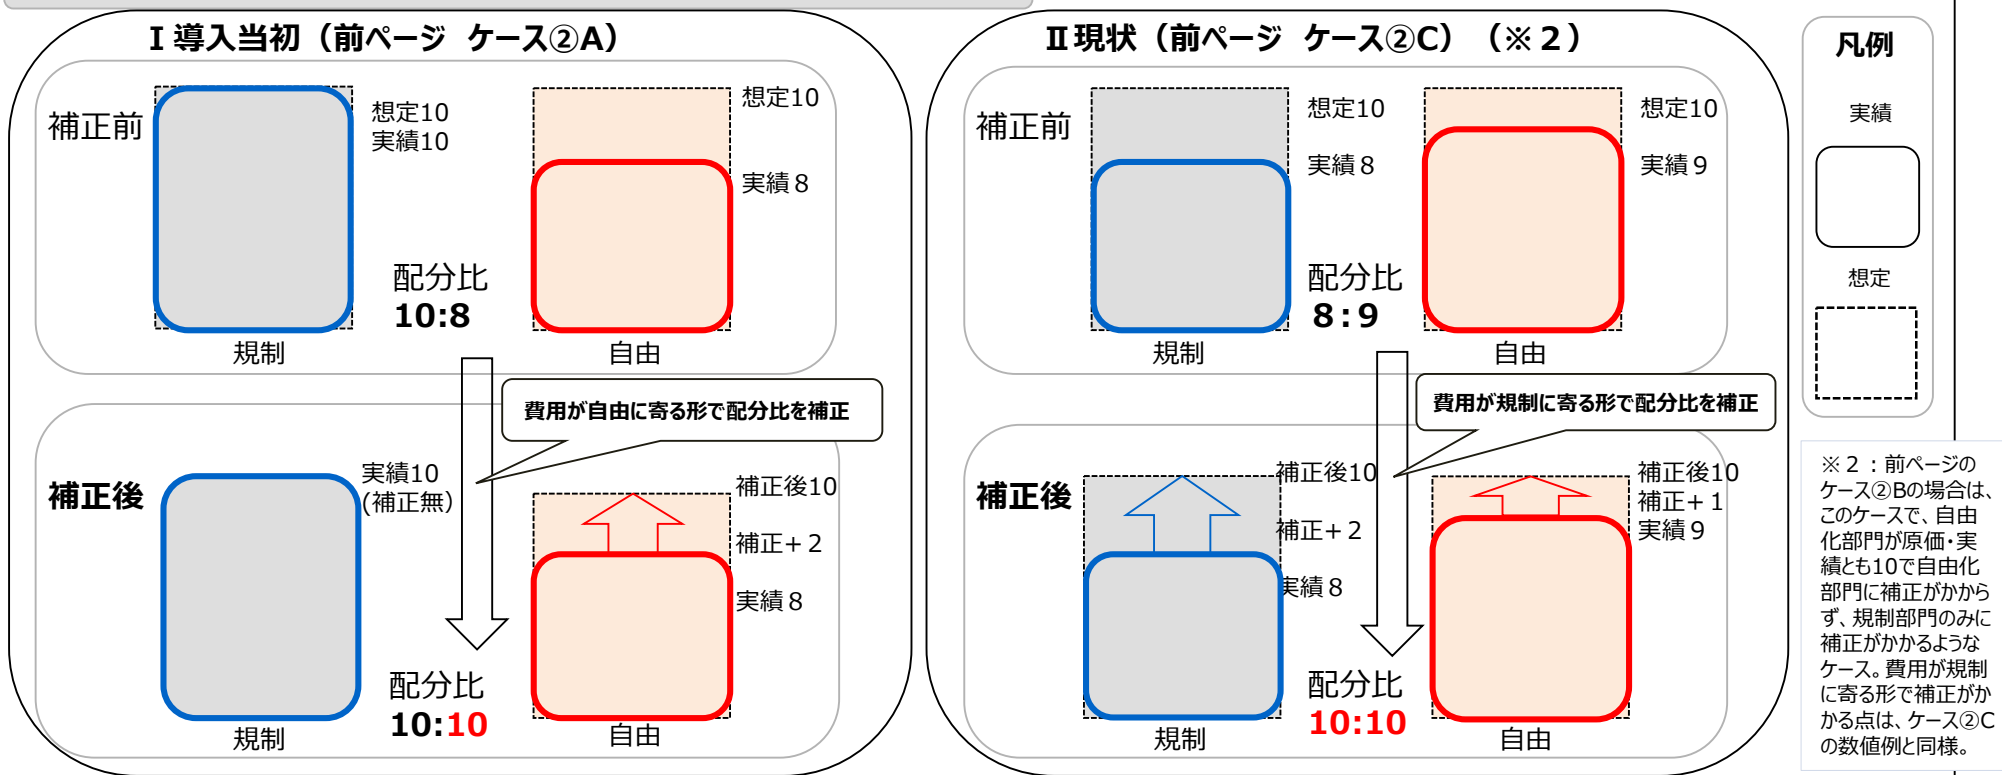 Ⅰ導入当初（前ページ ケース②A）
補正前
想定10
実績10
想定10
実績８
配分比
10:8
規制
自由
費用が自由に寄る形で配分比を補正
補正後
実績10
(補正無)
補正後10
補正＋２
実績８
配分比
10:10
規制
自由
Ⅱ現状（前ページ ケース②C）（※２）
補正前
想定10
実績８
想定10
実績９
配分比
8：9
規制
自由
費用が規制に寄る形で配分比を補正
補正後
補正後10
補正＋２
実績８
補正後10
補正＋１
実績９
配分比
10:10
規制
自由
凡例
実績
想定
※２：前ページの
ケース②Bの場合は、
このケースで、自由
化部門が原価・実
績とも10で自由化
部門に補正がかから
ず、規制部門のみに
補正がかかるような
ケース。費用が規制
に寄る形で補正がか
かる点は、ケース②C
の数値例と同様。